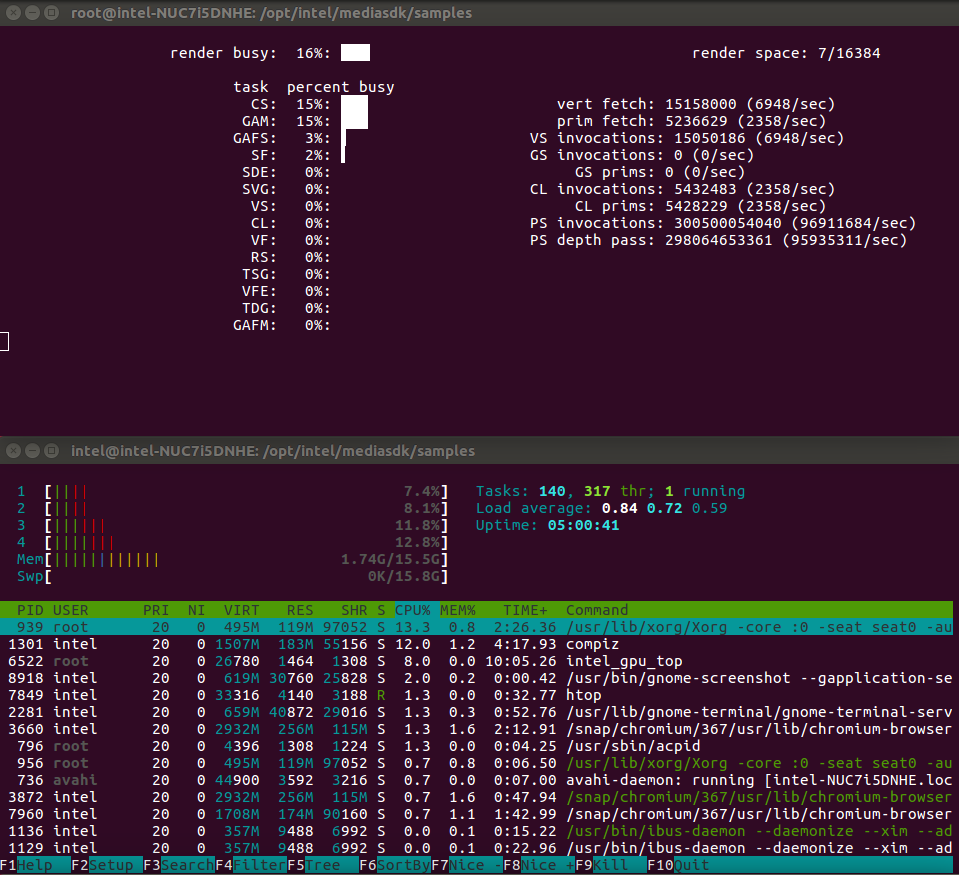 root@intel-NUC7i5DNHE: /opt/intel/mediasdk/samples
render busy: 16%: render space: 7/16384
task percent busy
CS: 15%: vert fetch: 15158000 (6948/sec)
GAM: 15%: prim fetch: 5236629 (2358/sec)
GAFS: 3%: VS invocations: 15050186 (6948/sec)
SF: 2%: GS invocations: 0 (0/sec)
SDE: 0%: GS prims: 0 (0/sec)
SVG: 0%: CL invocations: 5432483 (2358/sec)
VS: 0%: CL prims: 5428229 (2358/sec)
CL: 0%: PS invocations: 300500054040 (96911684/sec)
VF: 0%: PS depth pass: 298064653361 (95935311/sec)
RS: 0%:
TSG: 0%:
VFE: 0%:
TDG: 0%:
GAFM: 0%:
intel@intel-NUC7i5DNHE: /opt/intel/mediasdk/samples
1 [|||| 7.4%] Tasks: 140, 317 thr; 1 running
2 [|||| 8.1%] Load average: 0.84 0.72 0.59
3 [|||||| 11.8%] Uptime: 05:00:41
4 [||||||| 12.8%]
Mem[|||||||||||| 1.74G/15.5G]
Swp[ 0K/15.8G]
PID USER PRI NI VIRT RES SHR S CPU% MEM% TIME+ Command
939 root 20 0 495M 119M 97052 S 13.3 0.8 2:26.36 /usr/lib/xorg/Xorg -core :0 -seat seat0 -au
1301 intel 20 0 1507M 183M 55156 S 12.0 1.2 4:17.93 compiz
6522 root 20 0 26780 1464 1308 S 8.0 0.0 10:05.26 intel_gpu_top
8918 intel 20 0 619M 30760 25828 S 2.0 0.2 0:00.42 /usr/bin/gnome-screenshot --gapplication-se
7849 intel 20 0 33316 4140 3188 R 1.3 0.0 0:32.77 htop
2281 intel 20 0 659M 40872 29016 S 1.3 0.3 0:52.76 /usr/lib/gnome-terminal/gnome-terminal-serv
3660 intel 20 0 2932M 256M 115M S 1.3 1.6 2:12.91 /snap/chromium/367/usr/lib/chromium-browser
796 root 20 0 4396 1308 1224 S 1.3 0.0 0:04.25 /usr/sbin/acpid
956 root 20 0 495M 119M 97052 S 0.7 0.8 0:06.50 /usr/lib/xorg/Xorg -core :0 -seat seat0 -au
736 avahi 20 0 44900 3592 3216 S 0.7 0.0 0:07.00 avahi-daemon: running [intel-NUC7i5DNHE.loc
3872 intel 20 0 2932M 256M 115M S 0.7 1.6 0:47.94 /snap/chromium/367/usr/lib/chromium-browser
7960 intel 20 0 1708M 174M 90160 S 0.7 1.1 1:42.99 /snap/chromium/367/usr/lib/chromium-browser
1136 intel 20 0 357M 9488 6992 S 0.0 0.1 0:15.22 /usr/bin/ibus-daemon --daemonize --xim --ad
1129 intel 20 0 357M 9488 6992 S 0.0 0.1 0:22.96 /usr/bin/ibus-daemon --daemonize --xim --ad
F1Help F2Setup F3SearchF4FilterF5Tree F6SortByF7Nice -F8Nice +F9Kill F10Quit